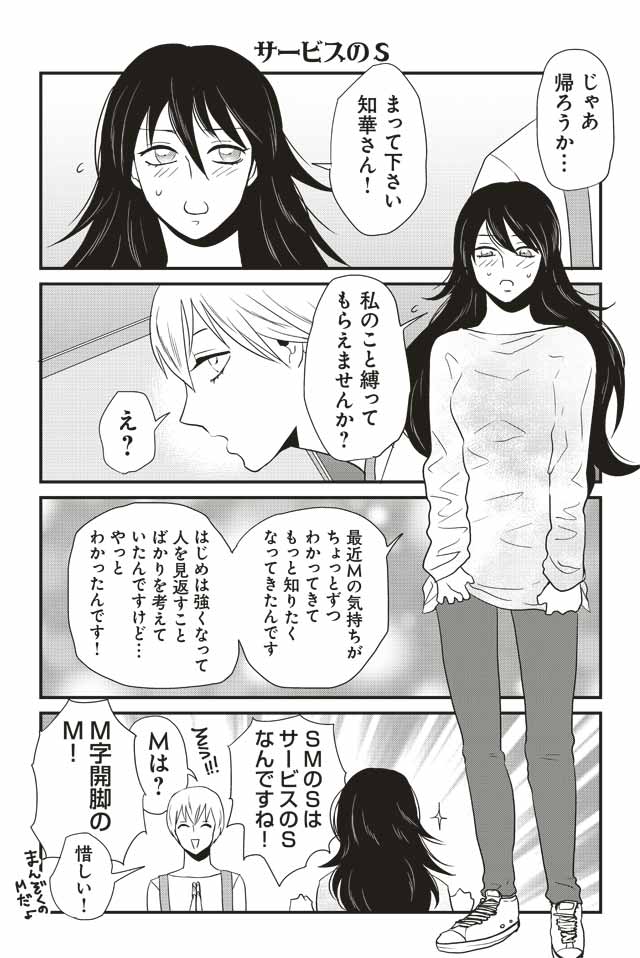 サービスのS
じゃあ
帰ろうか…
まって下さい
知華さん！
私のこと縛って
もらえませんか？
え？
最近Mの気持ちが
ちょっとずつ
わかってきて
もっと知りたく
なってきたんです
はじめは強くなって
人を見返すこと
ばかりを考えて
いたんですけど…
やっと
わかったんです！
SMのSは
サービスのS
なんですね！
Mは？
M字開脚の
M！
惜しい！
まんぞくの
Mだよ